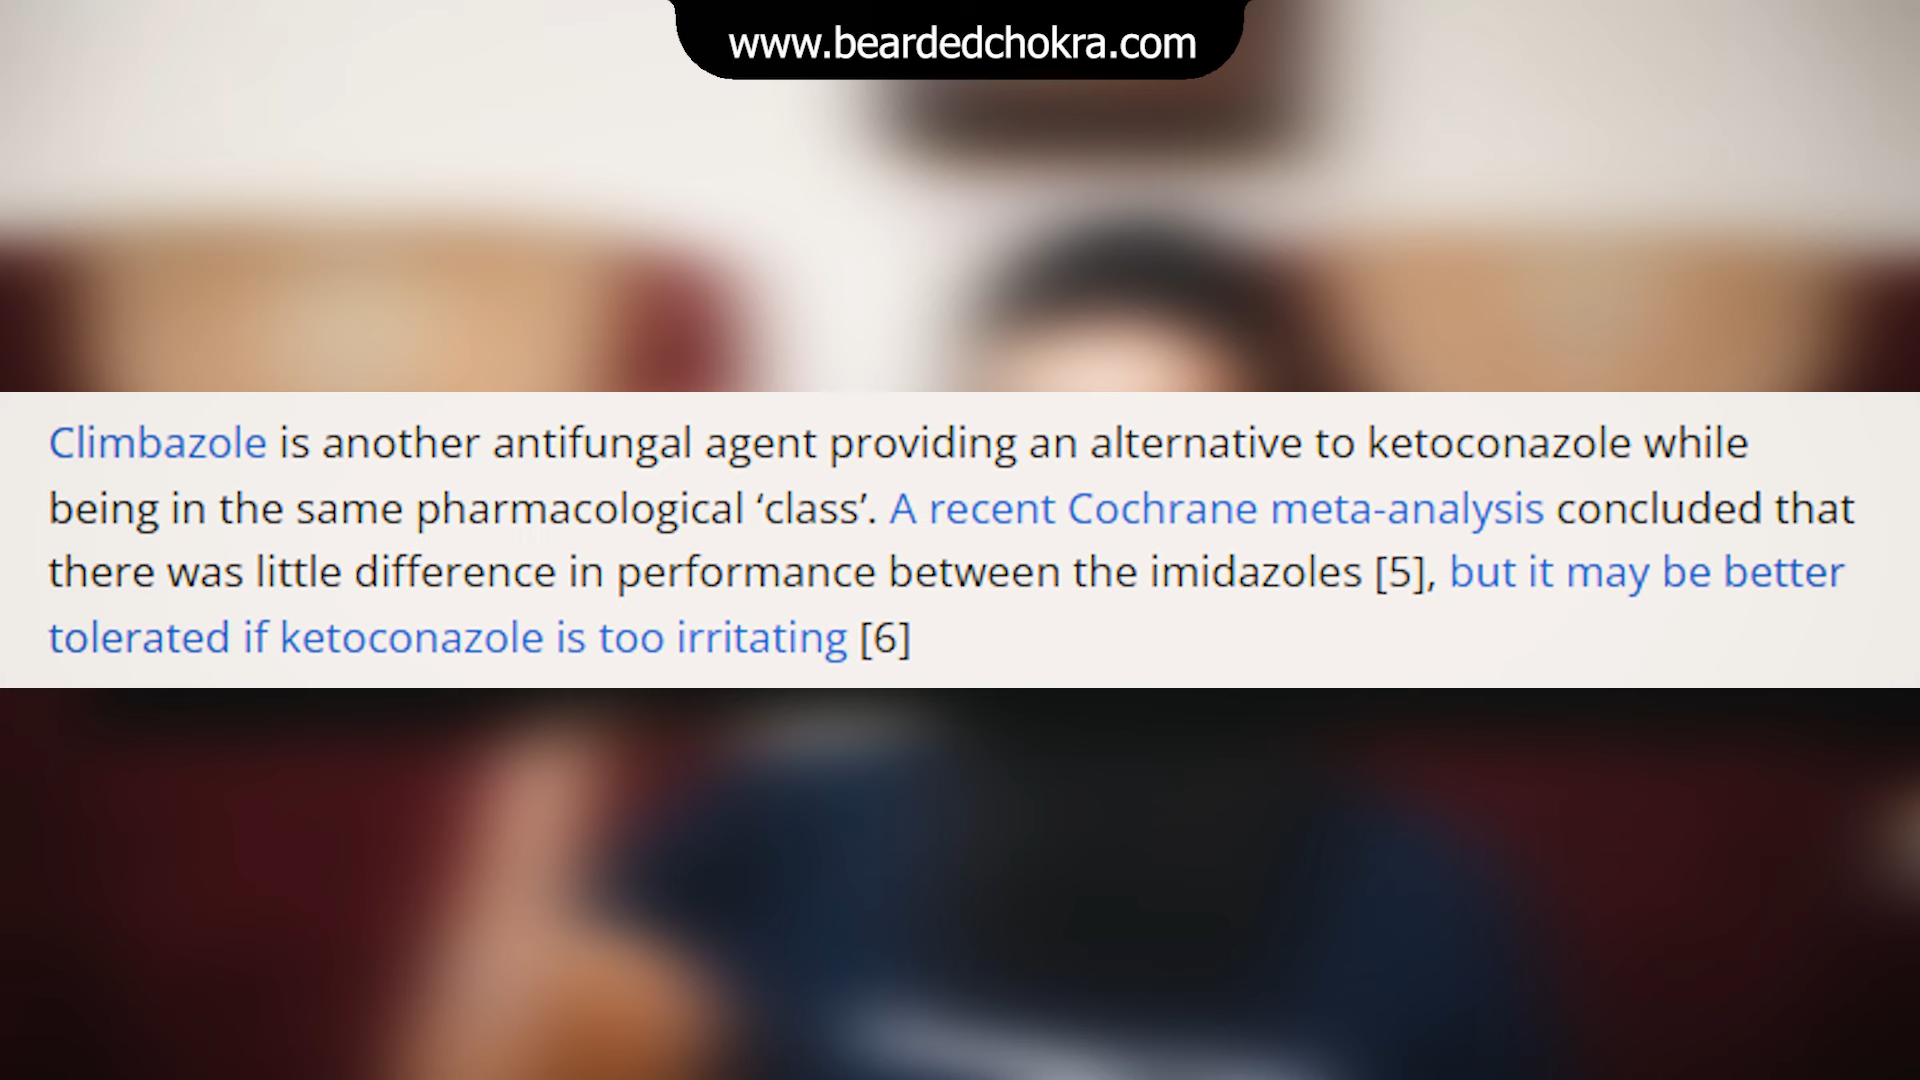 www.beardedchokra.com
Climbazole is another antifungal agent providing an alternative to ketoconazole while
being in the same pharmacological ‘class’. A recent Cochrane meta-analysis concluded that
there was little difference in performance between the imidazoles [5], but it may be better
tolerated if ketoconazole is too irritating [6]